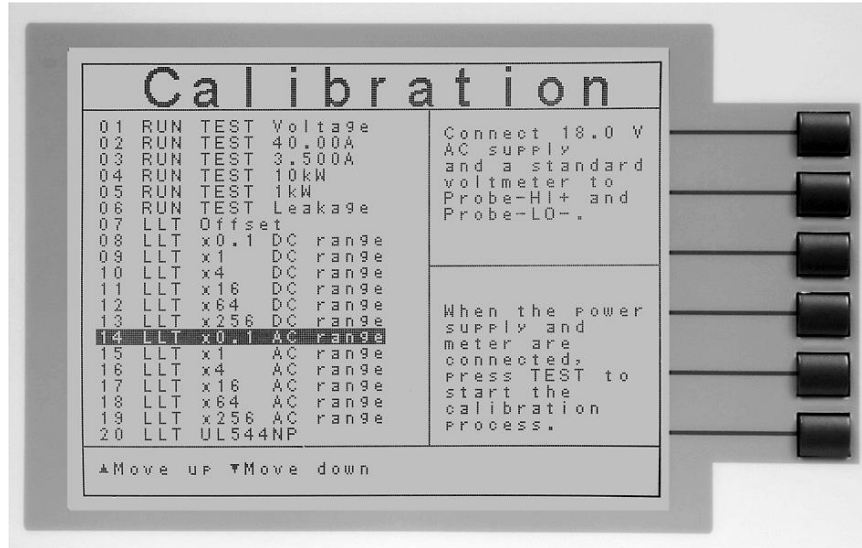 Calibration
01 RUN TEST Voltage
02 RUN TEST 40.00A
03 RUN TEST 3.500A
04 RUN TEST 10kW
05 RUN TEST 1kW
06 RUN TEST Leakage
07 LLT Offset
08 LLT x0.1 DC range
09 LLT x1 DC range
10 LLT x4 DC range
11 LLT x16 DC range
12 LLT x64 DC range
13 LLT x256 DC range
14 LLT x0.1 AC range
15 LLT x1 AC range
16 LLT x4 AC range
17 LLT x16 AC range
18 LLT x64 AC range
19 LLT x256 AC range
20 LLT UL544NP
Connect 18.0 V
AC supply
and a standard
voltmeter to
Probe-HI+ and
Probe-LO-.
When the power
supply and
meter are
connected,
press TEST to
start the
calibration
process.
▲Move up ▼Move down